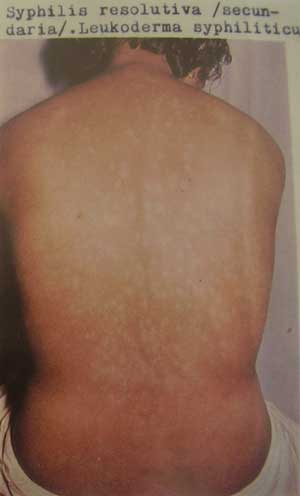 Syphilis resolutiva /secun-
daria/.Leukoderma syphiliticu